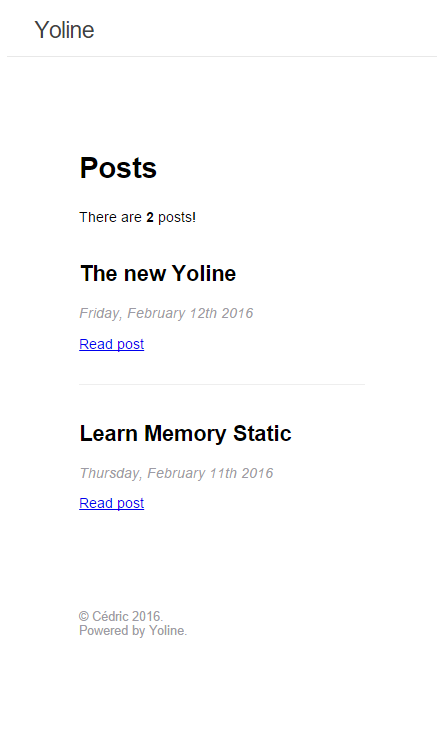 Yoline
Posts
There are 2 posts!
The new Yoline
Friday, February 12th 2016
Read post
Learn Memory Static
Thursday, February 11th 2016
Read post
© Cédric 2016.
Powered by Yoline.